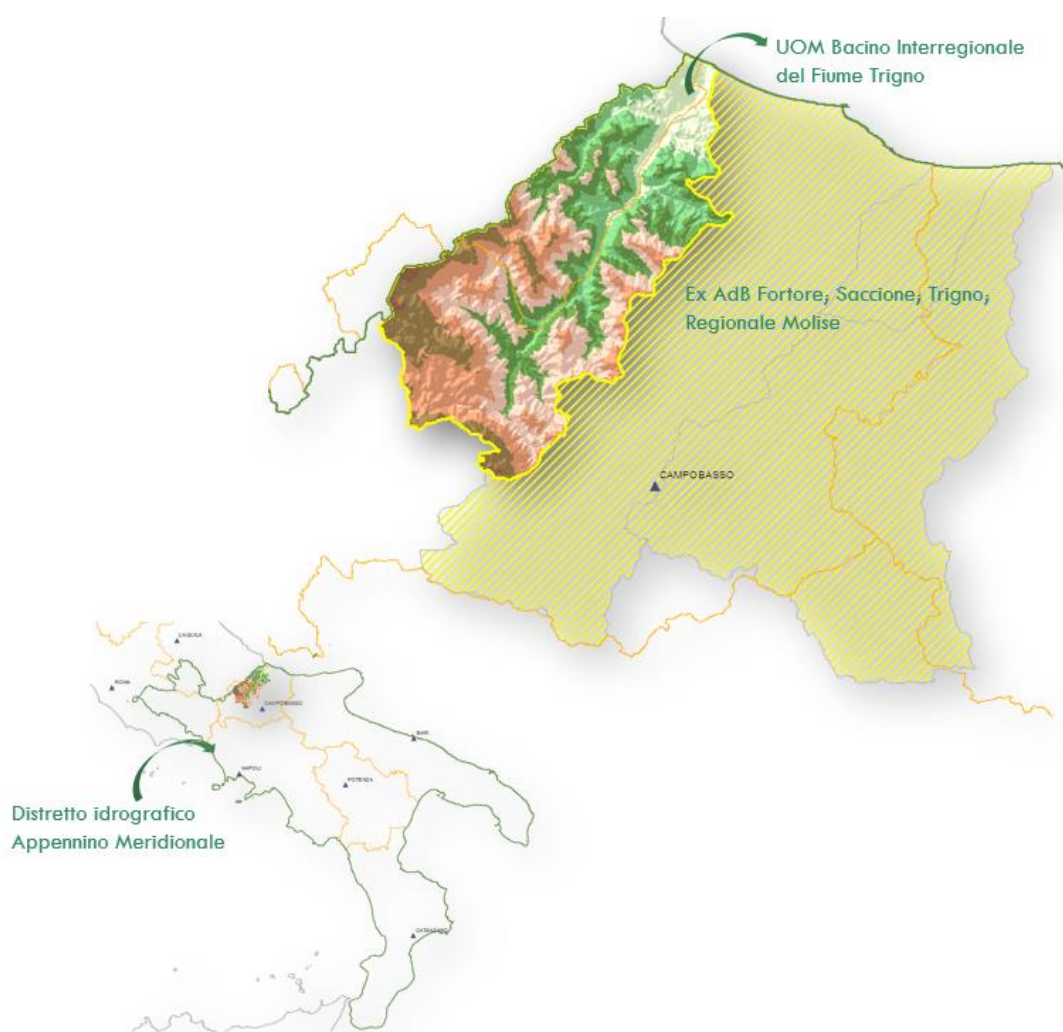 UOM Bacino Interregionale
del Fiume Trigno
Ex AdB Fortore, Saccione, Trigno,
Regionale Molise
CAMPOBASSO
L'AQUILA
ROMA
CAMPOBASSO
BARI
NAPOLI
POTENZA
Distretto idrografico
Appennino Meridionale
CATANZARO